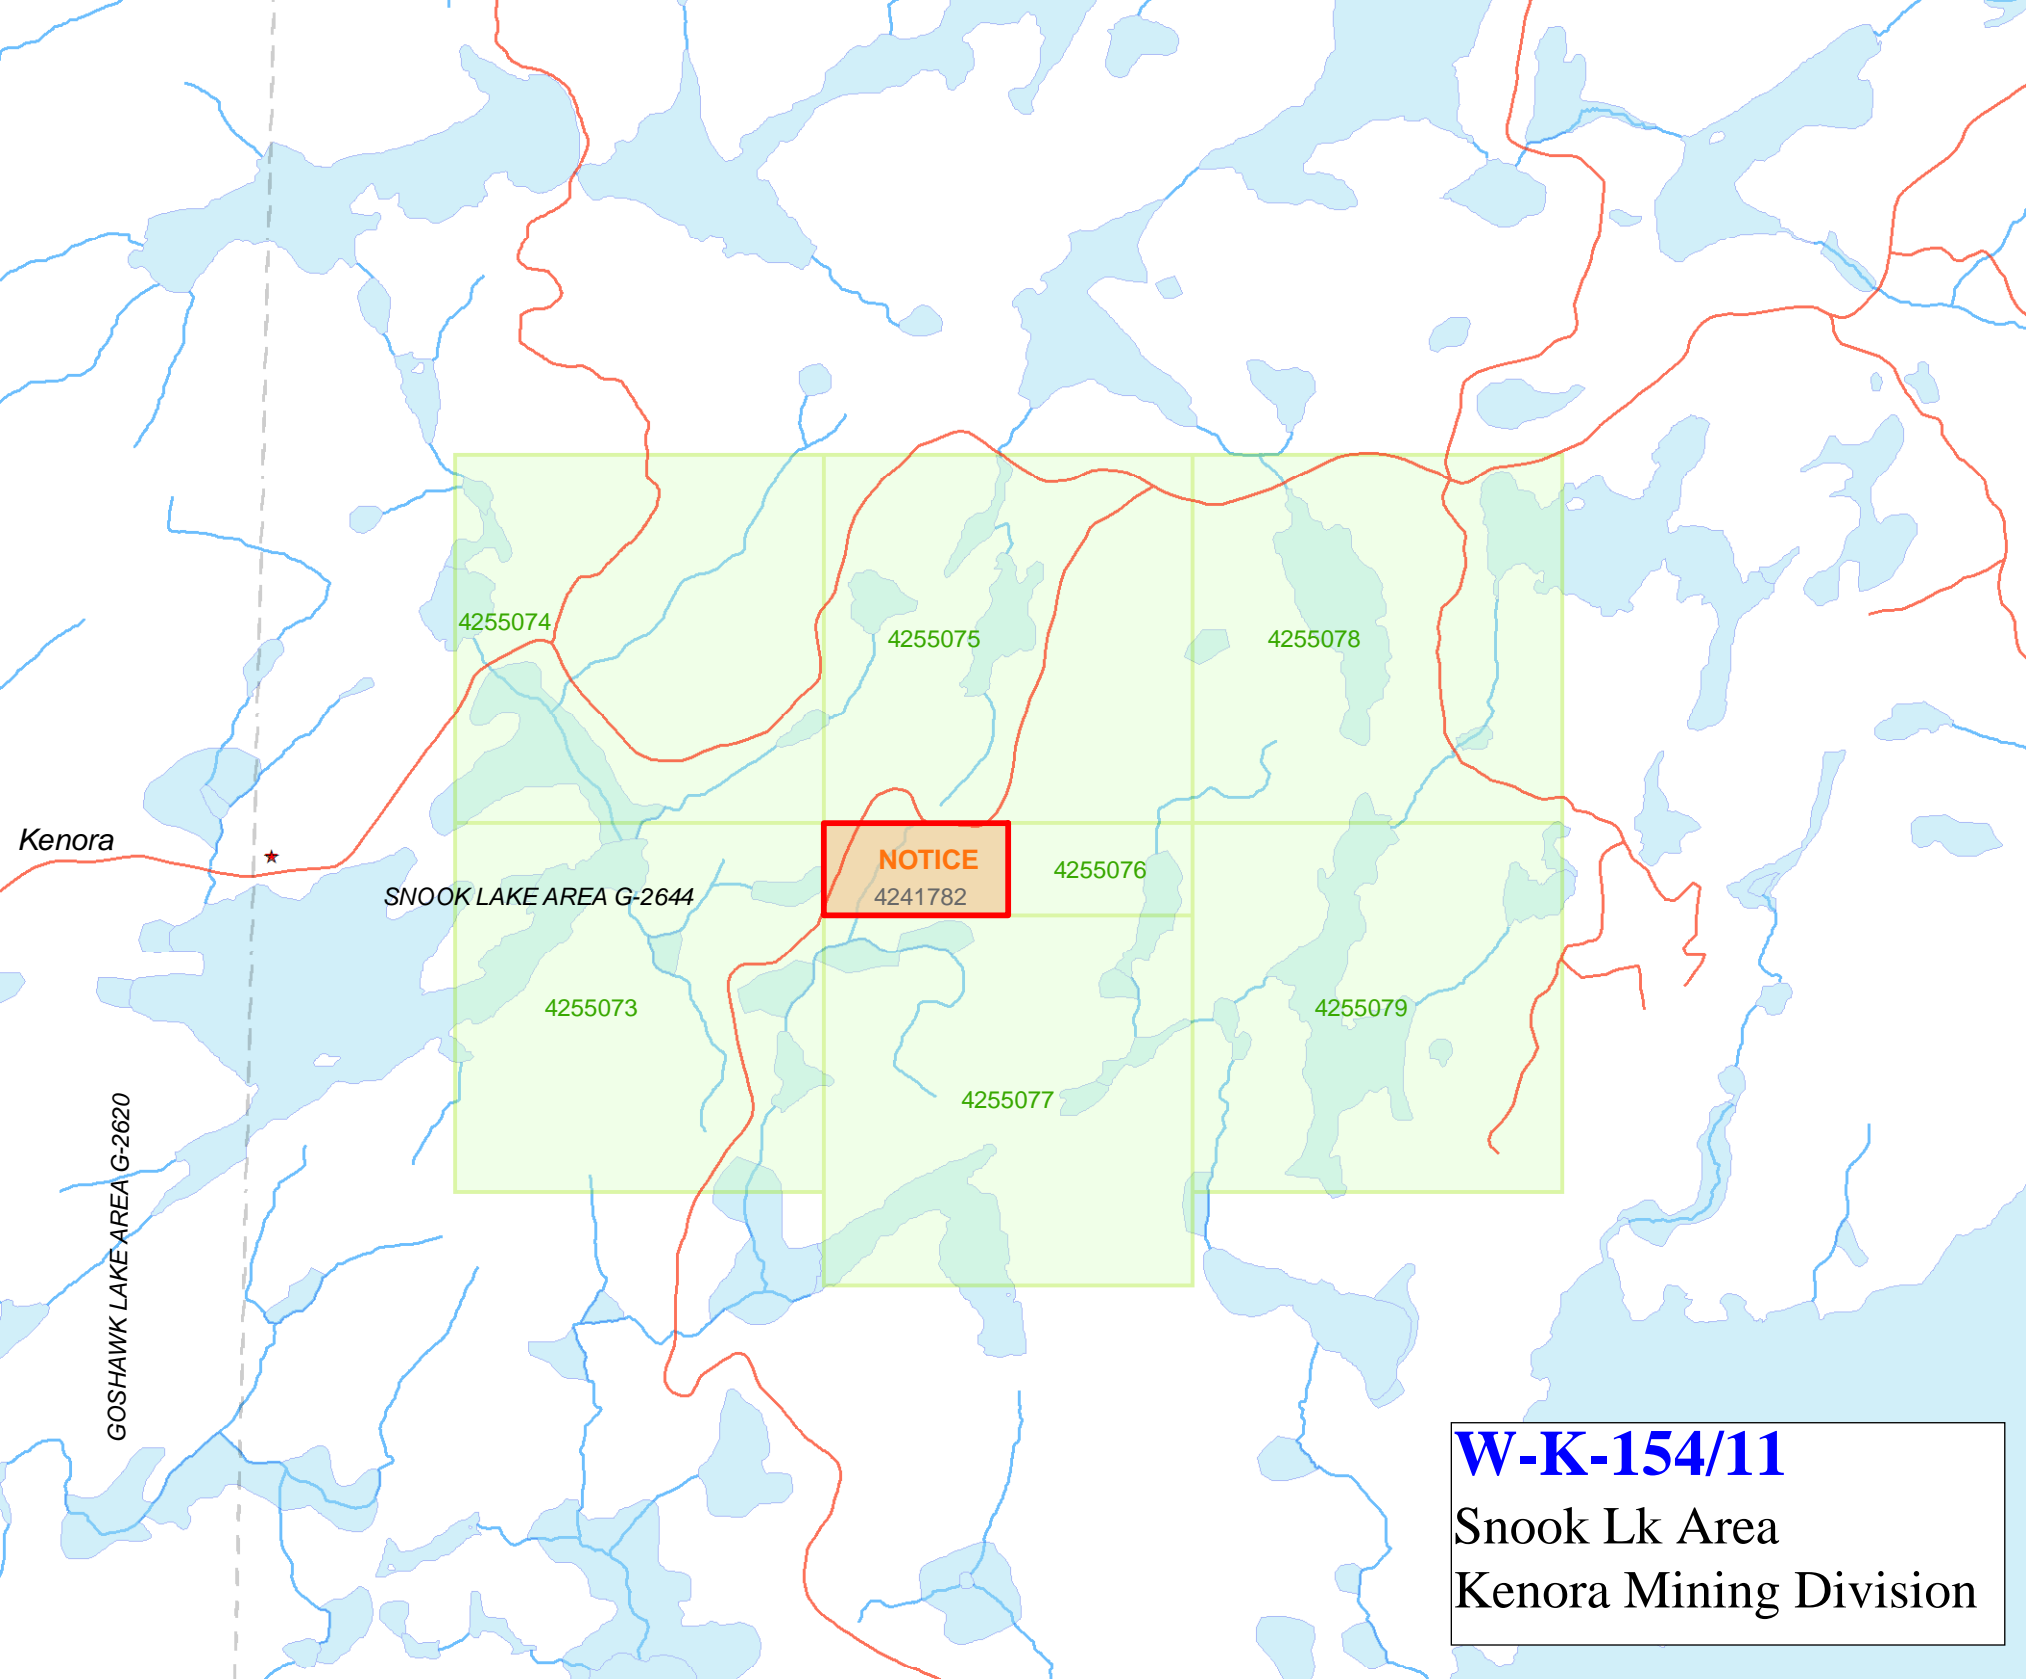 4255074
4255075
4255078
Kenora
NOTICE
4241782
4255076
SNOOK LAKE AREA G-2644
4255073
4255079
4255077
GOSHAWK LAKE AREA G-2620
W-K-154/11
Snook Lk Area
Kenora Mining Division